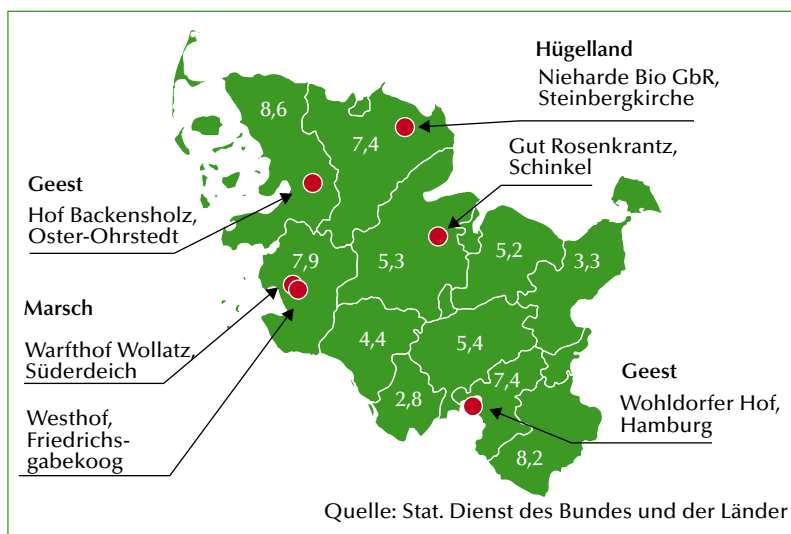 Hügelland
Nieharde Bio GbR,
Steinbergkirche
Gut Rosenkrantz,
Schinkel
8,6
7,4
Geest
Hof Backensholz,
Oster-Ohrstedt
5,3
5,2
3,3
7,9
Marsch
Warfthof Wollatz,
Süderdeich
4,4
5,4
7,4
2,8
8,2
Geest
Wohldorfer Hof,
Hamburg
Westhof,
Friedrichs-
gabekoog
Quelle: Stat. Dienst des Bundes und der Länder